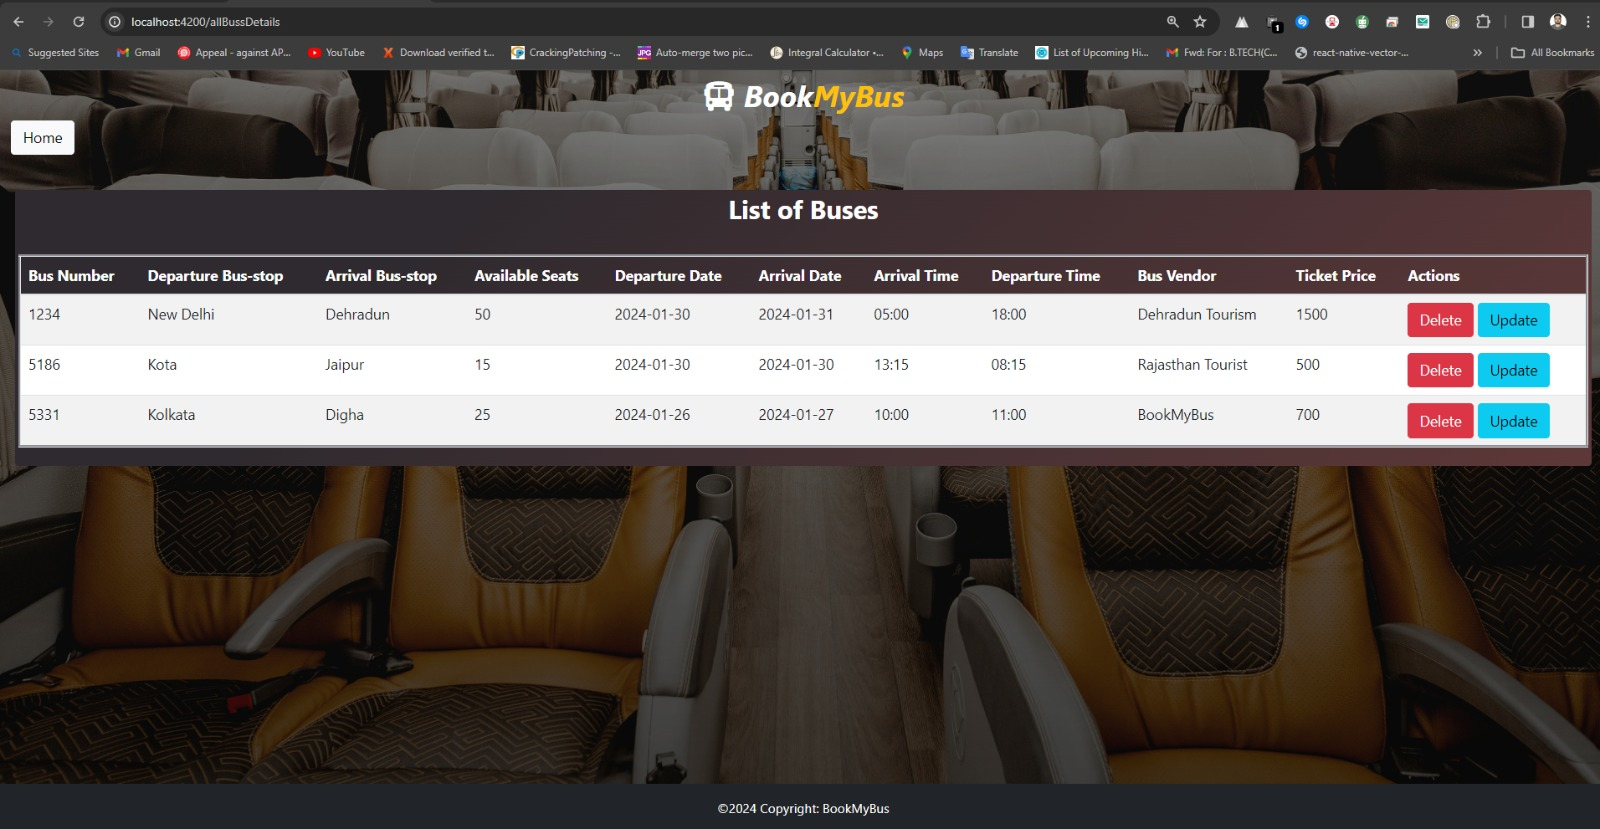 localhost:4200/allBussDetails
1
Suggested Sites Gmail Appeal - against AP... YouTube Download verified t... CrackingPatching -... JPG Auto-merge two pic... Integral Calculator •... Maps Translate List of Upcoming Hi... Fwd: For : B.TECH(C... react-native-vector-... » All Bookmarks
BookMyBus
Home
List of Buses
Bus Number Departure Bus-stop Arrival Bus-stop Available Seats Departure Date Arrival Date Arrival Time Departure Time Bus Vendor Ticket Price Actions
1234 New Delhi Dehradun 50 2024-01-30 2024-01-31 05:00 18:00 Dehradun Tourism 1500 Delete Update
5186 Kota Jaipur 15 2024-01-30 2024-01-30 13:15 08:15 Rajasthan Tourist 500 Delete Update
5331 Kolkata Digha 25 2024-01-26 2024-01-27 10:00 11:00 BookMyBus 700 Delete Update
©2024 Copyright: BookMyBus